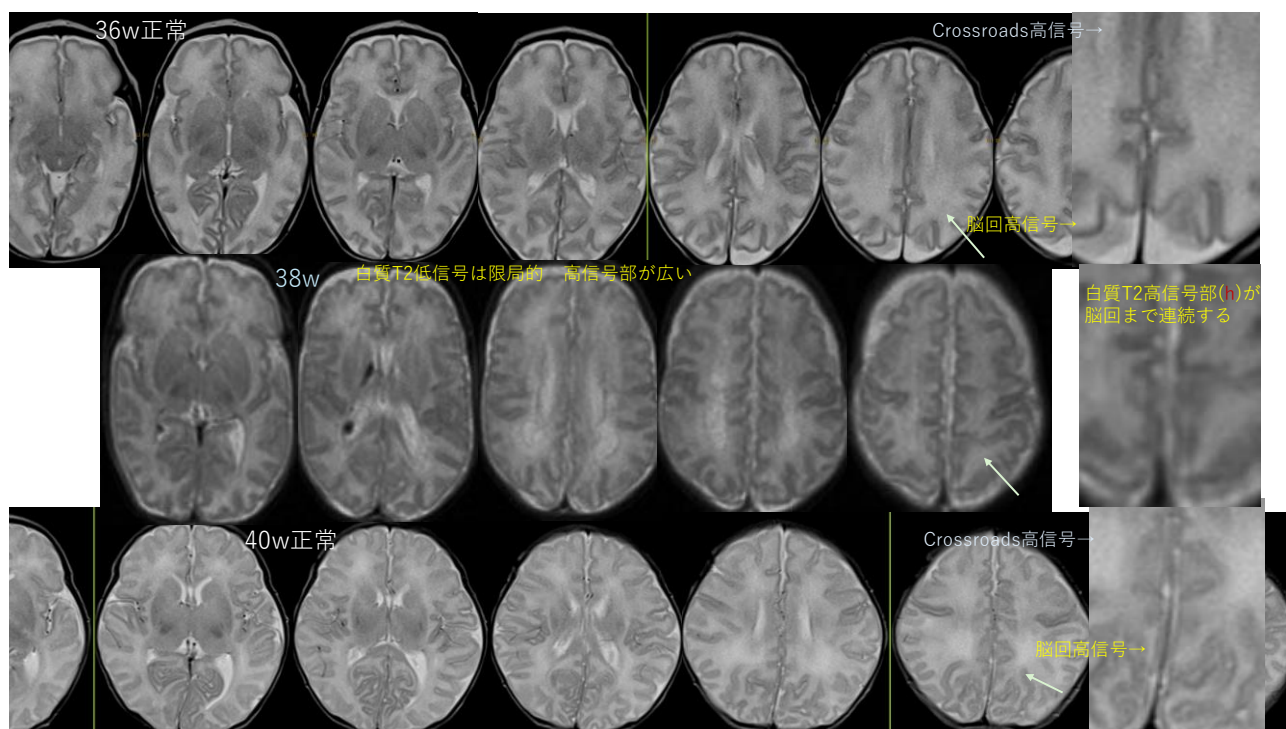 36w正常
Crossroads高信号→
脳回高信号→
38w
白質T2低信号は限局的　高信号部が広い
白質T2高信号部(h)が
脳回まで連続する
40w正常
Crossroads高信号→
脳回高信号→